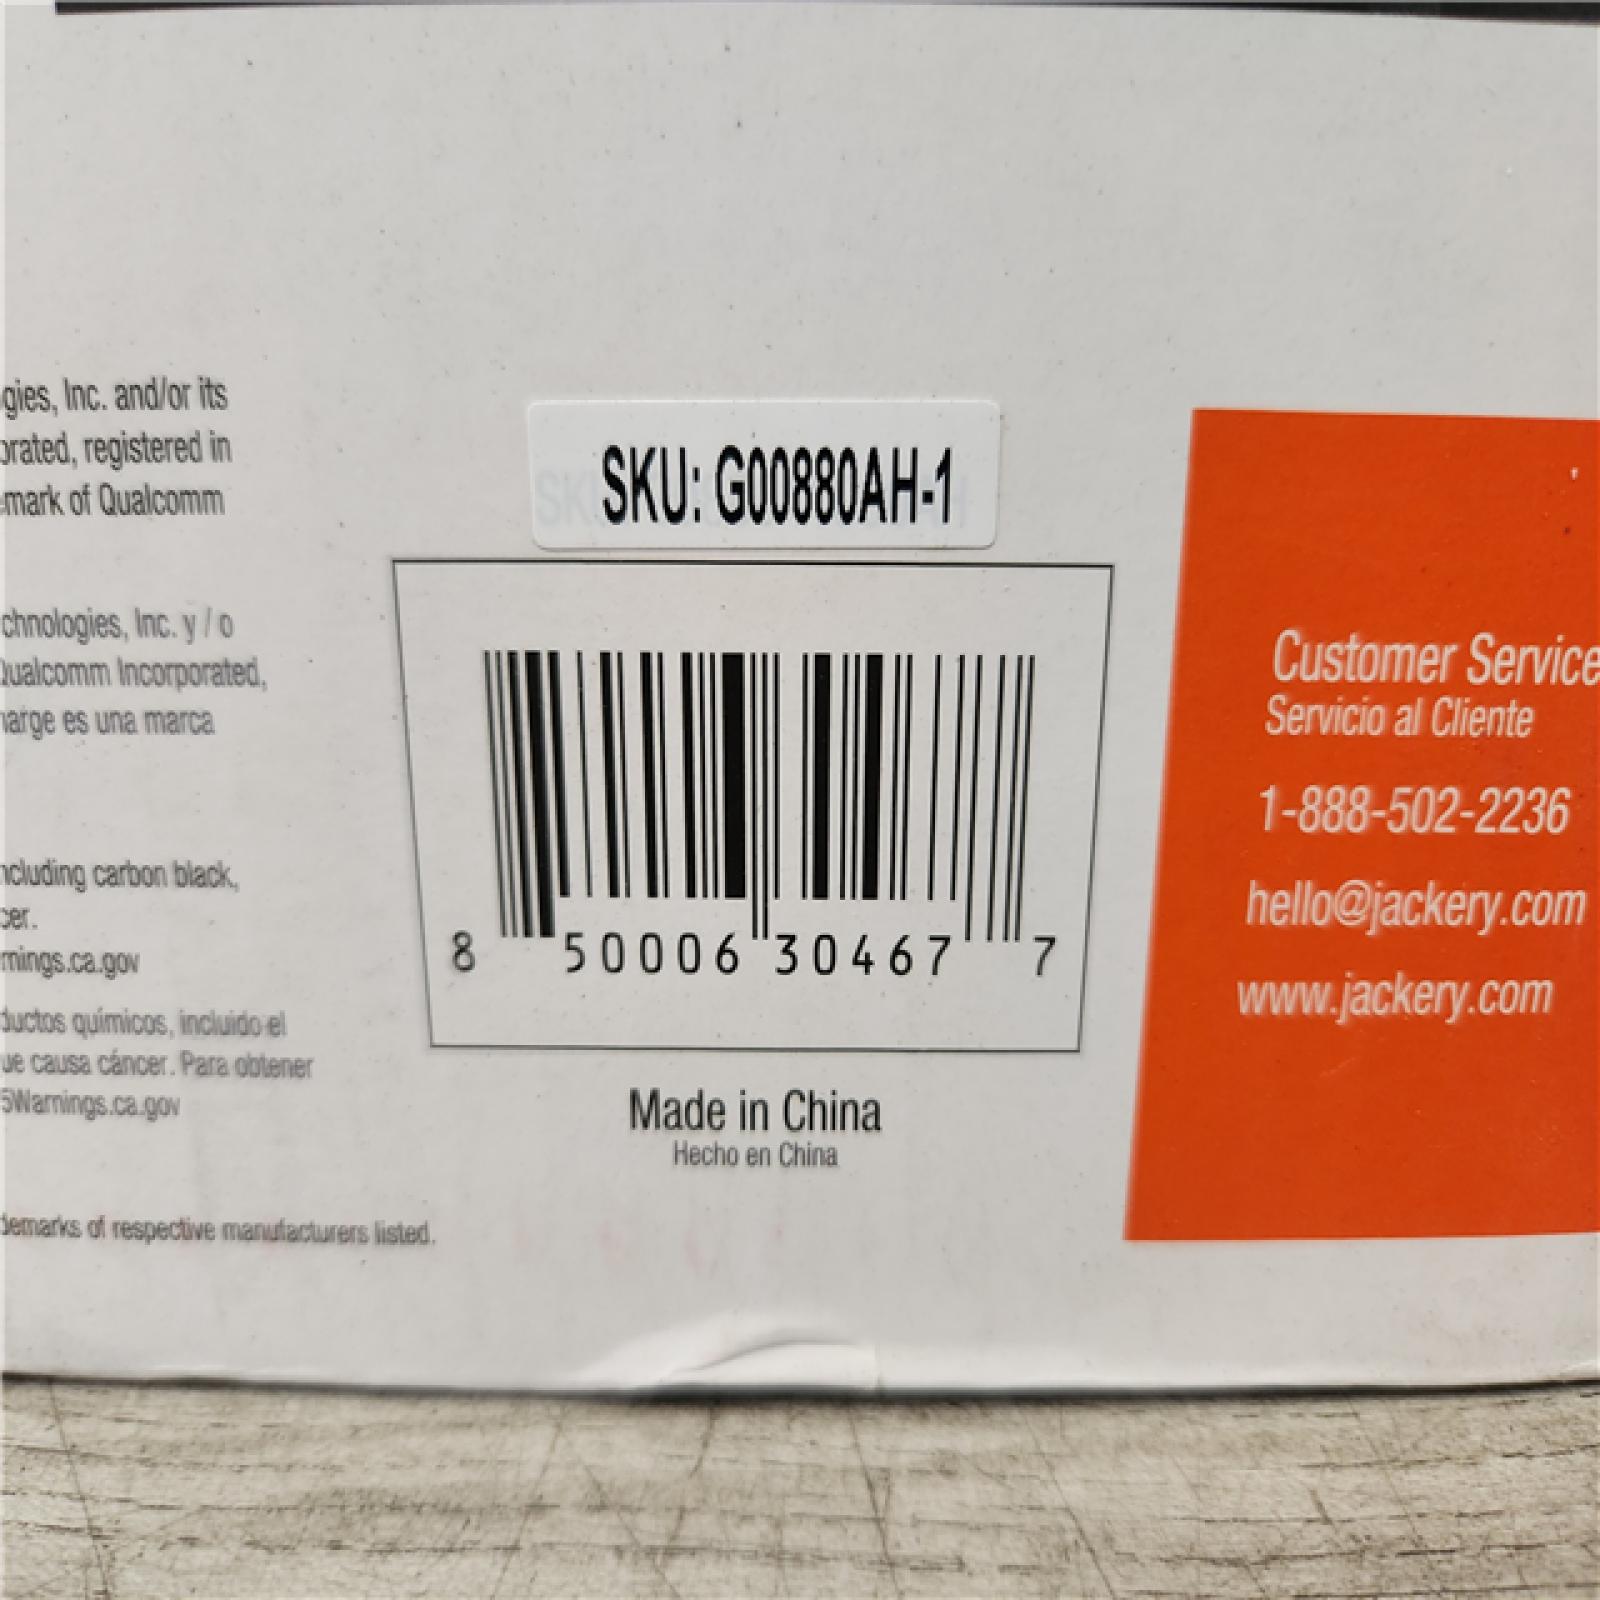 gies, Inc. and/or its
orated, registered in
emark of Qualcomm
chnologies, Inc. y / o
Qualcomm Incorporated,
harge es una marca
ncluding carbon black,
cer.
rnings.ca.gov
ductos químicos, incluido el
ue causa cáncer. Para obtener
5Warnings.ca.gov
demarks of respective manufacturers listed.
SKU: G00880AH-1
8 50006 30467 7
Made in China
Hecho en China
Customer Service
Servicio al Cliente
1-888-502-2236
hello@jackery.com
www.jackery.com